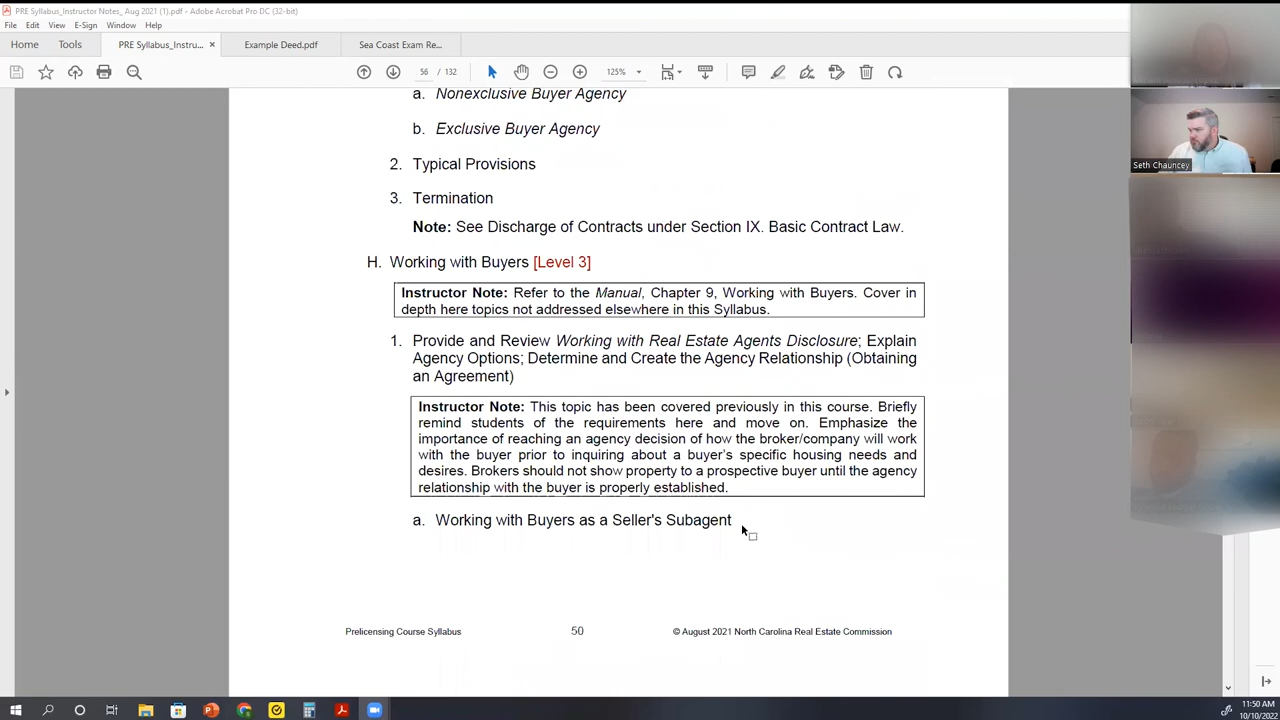 PRE Syllabus_Instructor Notes_ Aug 2021 (1).pdf - Adobe Acrobat Pro DC (32-bit)
File Edit View E-Sign Window Help
Home Tools PRE Syllabus_Instru... × Example Deed.pdf Sea Coast Exam Re...
56 / 132 125%
a. Nonexclusive Buyer Agency
b. Exclusive Buyer Agency
2. Typical Provisions
3. Termination
Note: See Discharge of Contracts under Section IX. Basic Contract Law.
H. Working with Buyers [Level 3]
Instructor Note: Refer to the Manual, Chapter 9, Working with Buyers. Cover in
depth here topics not addressed elsewhere in this Syllabus.
1. Provide and Review Working with Real Estate Agents Disclosure; Explain
Agency Options; Determine and Create the Agency Relationship (Obtaining
an Agreement)
Instructor Note: This topic has been covered previously in this course. Briefly
remind students of the requirements here and move on. Emphasize the
importance of reaching an agency decision of how the broker/company will work
with the buyer prior to inquiring about a buyer's specific housing needs and
desires. Brokers should not show property to a prospective buyer until the agency
relationship with the buyer is properly established.
a. Working with Buyers as a Seller's Subagent
Prelicensing Course Syllabus 50 © August 2021 North Carolina Real Estate Commission
Seth Chauncey
11:50 AM
10/10/2022